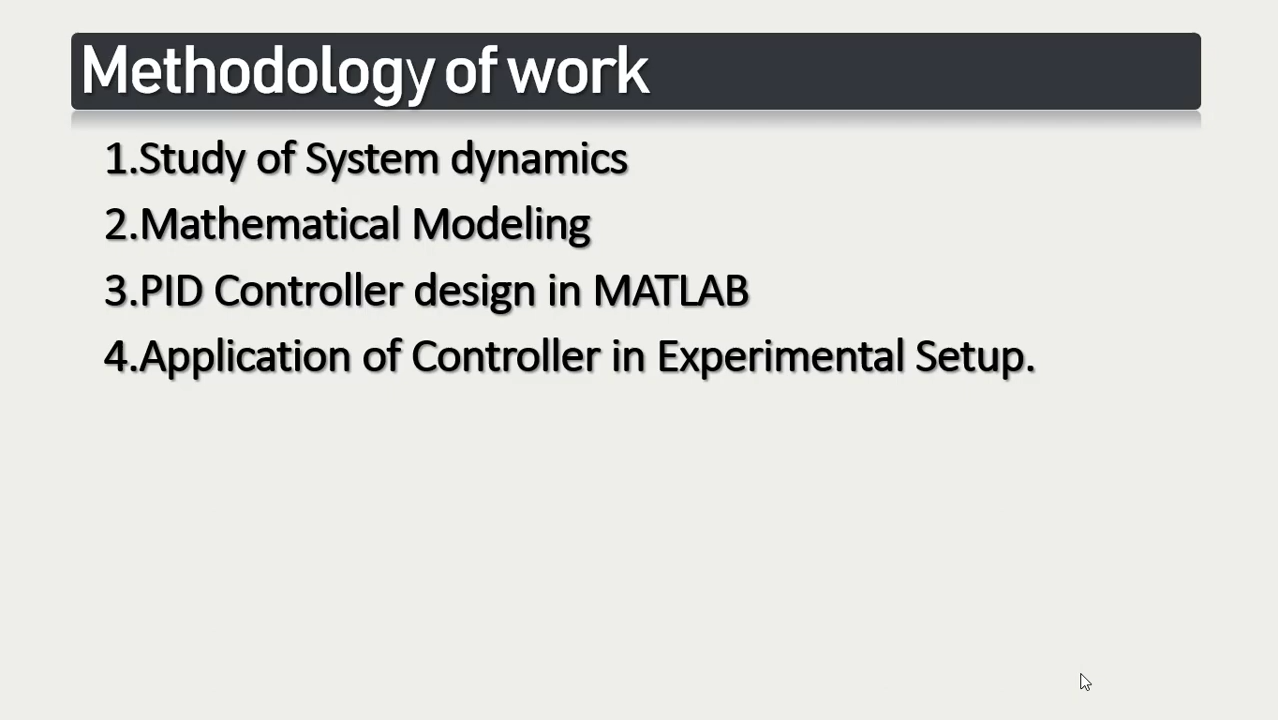 Methodology of work
1.Study of System dynamics
2.Mathematical Modeling
3.PID Controller design in MATLAB
4.Application of Controller in Experimental Setup.